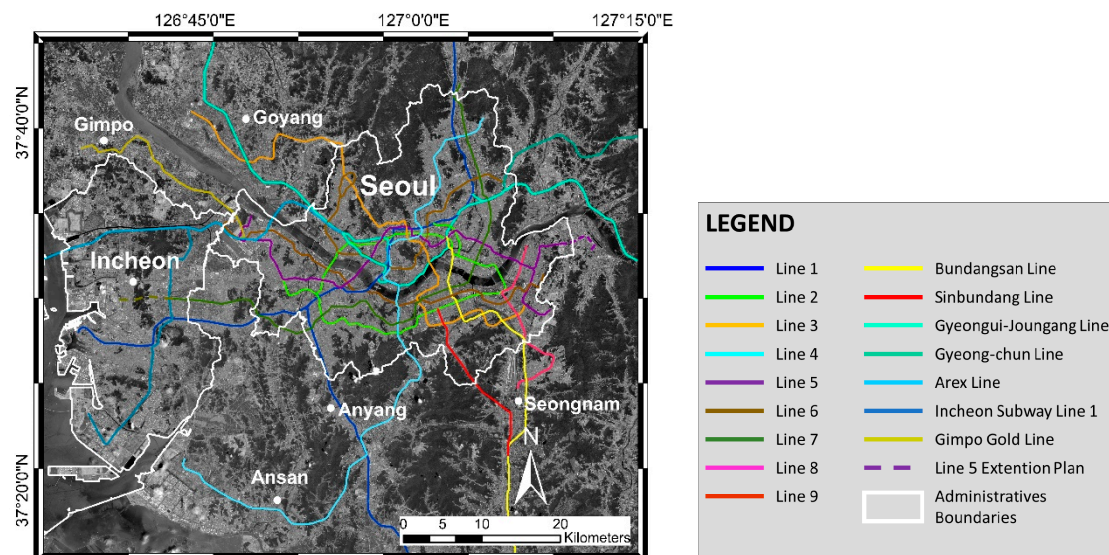 126°45'0"E 127°0'0"E 127°15'0"E
37°40'0"N
37°20'0"N
Goyang
Gimpo
Seoul
Incheon
Anyang
Seongnam
N
Ansan
0 5 10 20
Kilometers
LEGEND
Line 1
Line 2
Line 3
Line 4
Line 5
Line 6
Line 7
Line 8
Line 9
Bundangsan Line
Sinbundang Line
Gyeongui-Joungang Line
Gyeong-chun Line
Arex Line
Incheon Subway Line 1
Gimpo Gold Line
Line 5 Extention Plan
Administratives
Boundaries